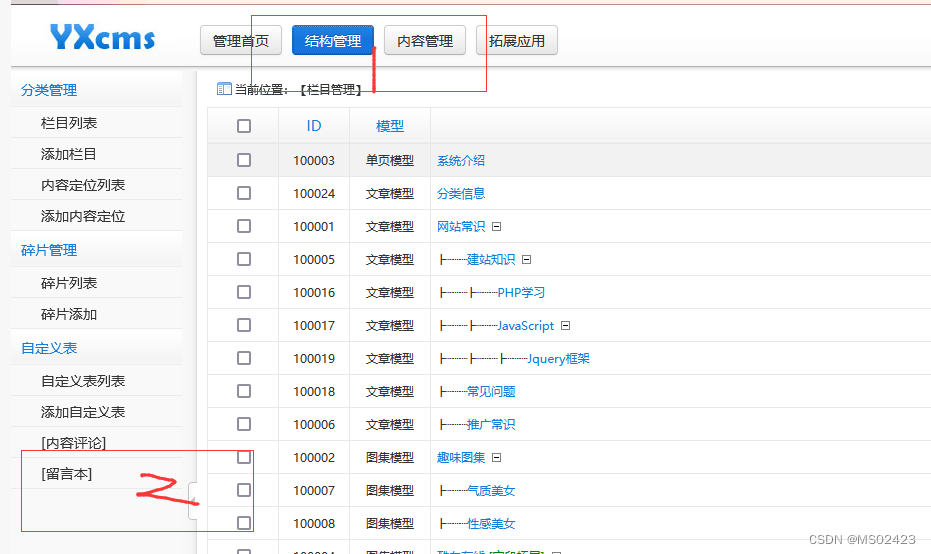 YXcms
管理首页 结构管理 内容管理 拓展应用
分类管理
栏目列表
添加栏目
内容定位列表
添加内容定位
碎片管理
碎片列表
碎片添加
自定义表
自定义表列表
添加自定义表
[内容评论]
[留言本]
1
2
当前位置：【栏目管理】
ID 模型
100003 单页模型 系统介绍
100024 文章模型 分类信息
100001 文章模型 网站常识
100005 文章模型 ├┈┈建站知识
100016 文章模型 ├┈┈├┈┈PHP学习
100017 文章模型 ├┈┈├┈┈JavaScript
100019 文章模型 ├┈┈├┈┈├┈┈Jquery框架
100018 文章模型 ├┈┈常见问题
100006 文章模型 ├┈┈推广常识
100002 图集模型 趣味图集
100007 图集模型 ├┈┈气质美女
100008 图集模型 ├┈┈性感美女
CSDN @MS02423